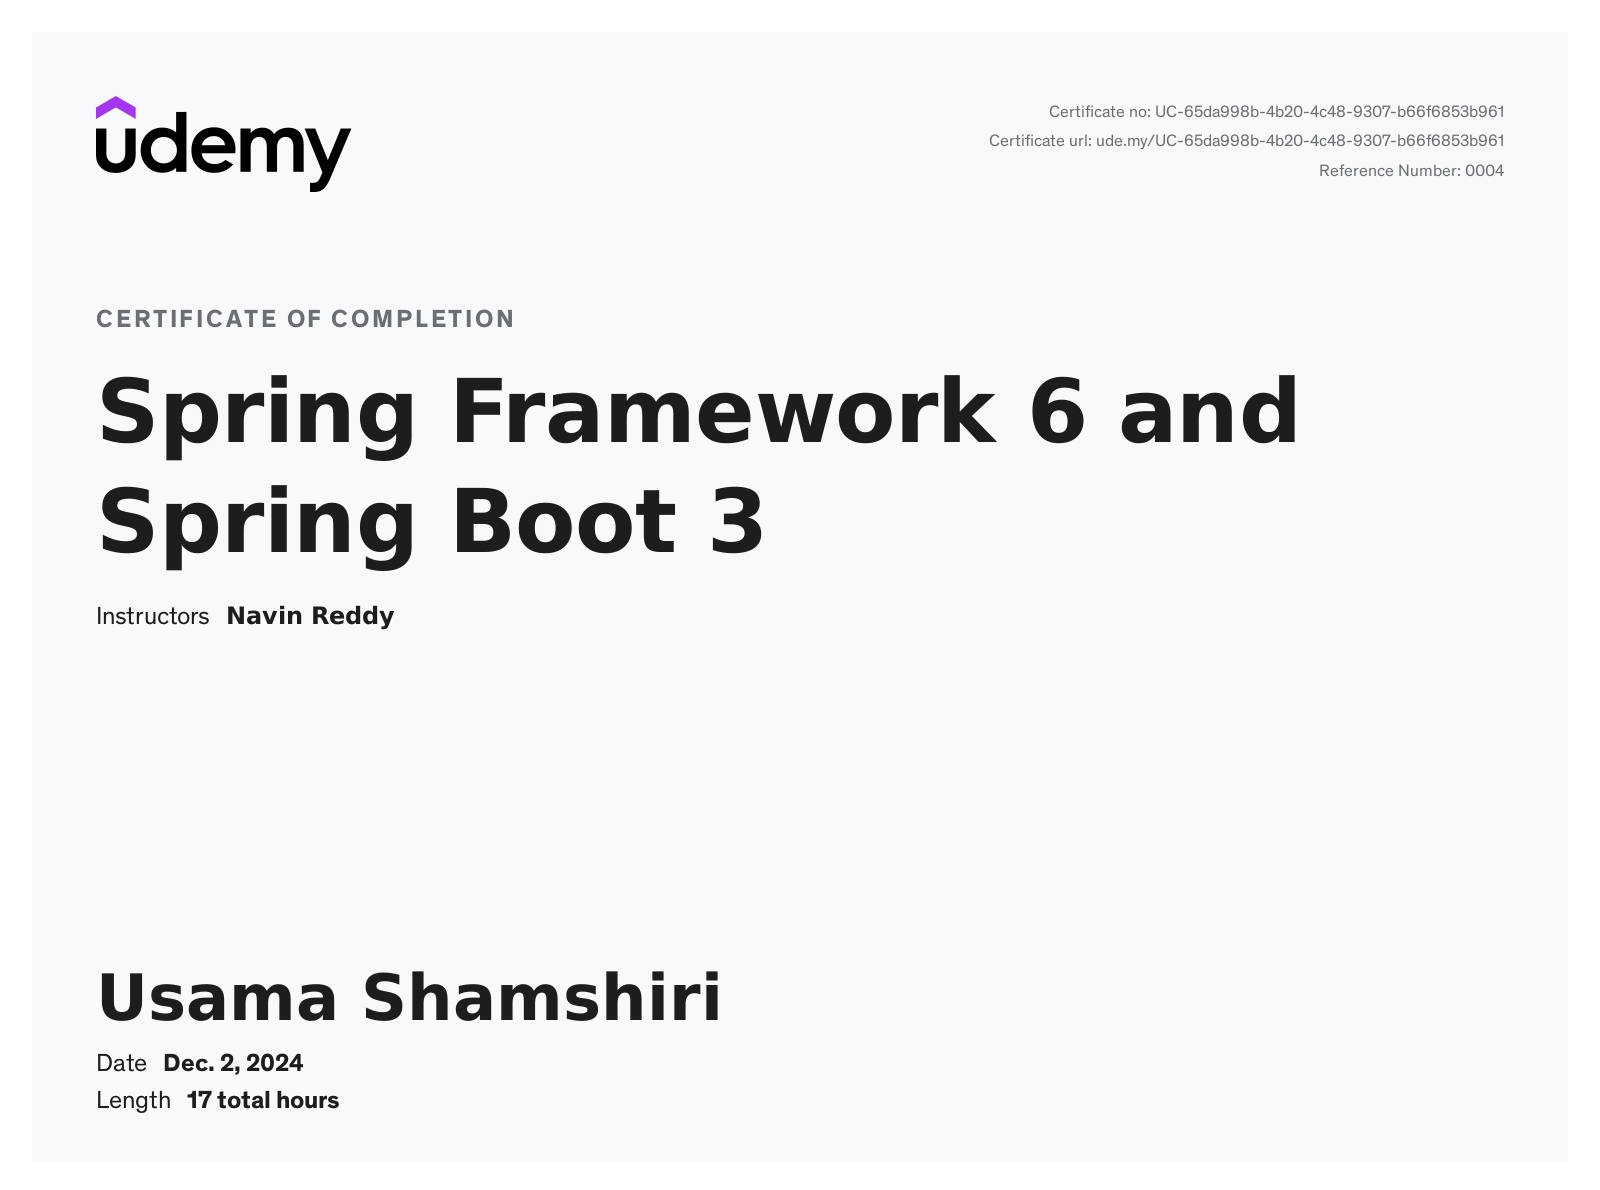 udemy
Certificate no: UC-65da998b-4b20-4c48-9307-b66f6853b961
Certificate url: ude.my/UC-65da998b-4b20-4c48-9307-b66f6853b961
Reference Number: 0004
CERTIFICATE OF COMPLETION
Spring Framework 6 and
Spring Boot 3
Instructors Navin Reddy
Usama Shamshiri
Date Dec. 2, 2024
Length 17 total hours